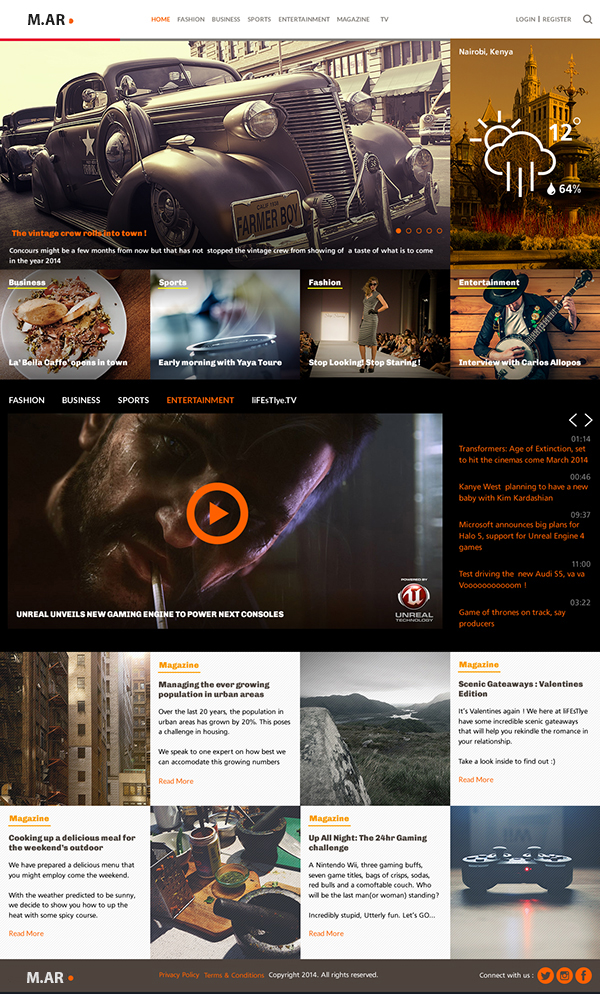 M.AR
HOME FASHION BUSINESS SPORTS ENTERTAINMENT MAGAZINE TV
LOGIN | REGISTER
CALIF 1936
FARMER BOY
The vintage crew rolls into town !
Concours might be a few months from now but that has not stopped the vintage crew from showing of a taste of what is to come
in the year 2014
Nairobi, Kenya
12°
64%
Business
La' Bella Caffe' opens in town
Sports
Early morning with Yaya Toure
Fashion
Stop Looking! Stop Staring !
Entertainment
Interview with Carlos Allopos
FASHION BUSINESS SPORTS ENTERTAINMENT liFEsTlye.TV
UNREAL UNVEILS NEW GAMING ENGINE TO POWER NEXT CONSOLES
POWERED BY
UNREAL
TECHNOLOGY
01:14
Transformers: Age of Extinction, set
to hit the cinemas come March 2014
00:46
Kanye West planning to have a new
baby with Kim Kardashian
09:37
Microsoft announces big plans for
Halo 5, support for Unreal Engine 4
games
11:00
Test driving the new Audi S5, va va
Vooooooooooom !
03:22
Game of thrones on track, say
producers
Magazine
Managing the ever growing
population in urban areas
Over the last 20 years, the population in
urban areas has grown by 20%. This poses
a challenge in housing.
We speak to one expert on how best we
can accomodate this growing numbers
Read More
Magazine
Scenic Gateaways : Valentines
Edition
It's Valentines again ! We here at liFEsTlye
have some incredible scenic gateaways
that will help you rekindle the romance in
your relationship.
Take a look inside to find out :)
Read More
Magazine
Cooking up a delicious meal for
the weekend's outdoor
We have prepared a delicious menu that
you might employ come the weekend.
With the weather predicted to be sunny,
we decide to show you how to up the
heat with some spicy course.
Read More
Magazine
Up All Night: The 24hr Gaming
challenge
A Nintendo Wii, three gaming buffs,
seven game titles, bags of crisps, sodas,
red bulls and a comoftable couch. Who
will be the last man(or woman) standing?
Incredibly stupid, Utterly fun. Let's GO...
Read More
M.AR
Privacy Policy Terms & Conditions Copyright 2014. All rights reserved.
Connect with us :